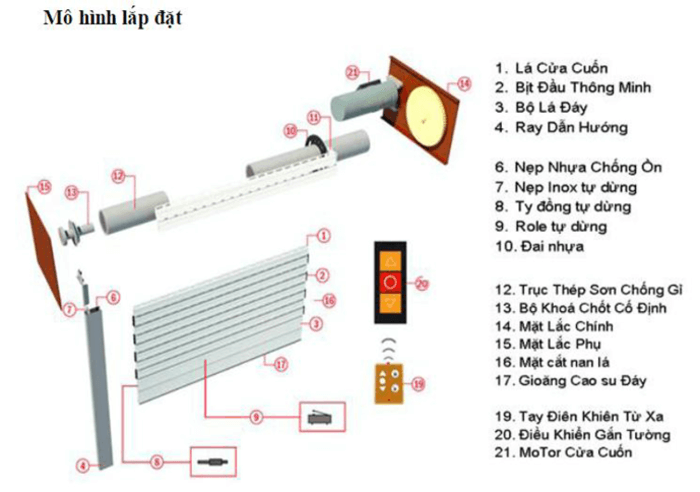 Mô hình lắp đặt
1. Lá Cửa Cuốn
2. Bịt Đầu Thông Minh
3. Bộ Lá Đáy
4. Ray Dẫn Hướng
6. Nẹp Nhựa Chống Ồn
7. Nẹp Inox tự dừng
8. Ty đồng tự dừng
9. Role tự dừng
10. Đai nhựa
12. Trục Thép Sơn Chống Gỉ
13. Bộ Khoá Chốt Cố Định
14. Mặt Lắc Chính
15. Mặt Lắc Phụ
16. Mặt cắt nan lá
17. Gioăng Cao su Đáy
19. Tay Điên Khiên Từ Xa
20. Điều Khiển Gắn Tường
21. MoTor Cửa Cuốn
21
14
11
10
12
13
15
1
2
16
3
17
6
7
20
19
9
8
4